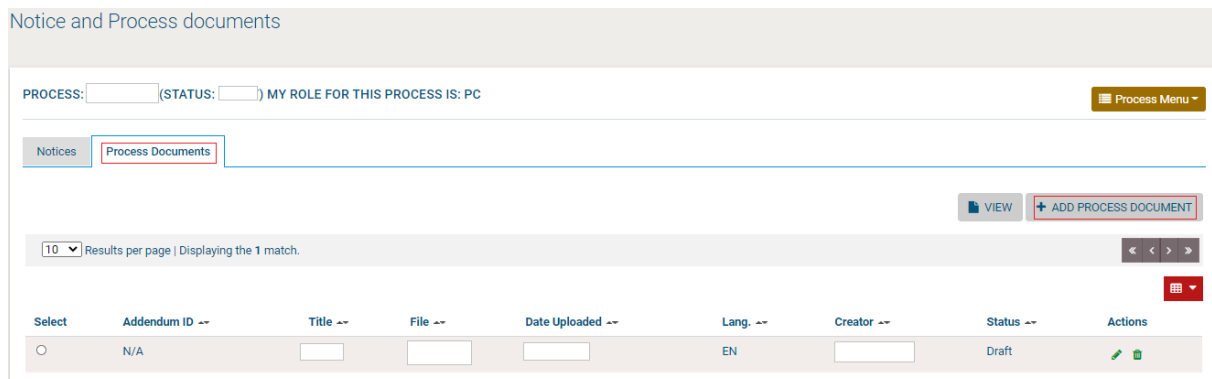 Notice and Process documents
PROCESS: (STATUS: ) MY ROLE FOR THIS PROCESS IS: PC
Process Menu
Notices Process Documents
VIEW + ADD PROCESS DOCUMENT
10 Results per page | Displaying the 1 match.
« < > »
Select Addendum ID Title File Date Uploaded Lang. Creator Status Actions
N/A EN Draft